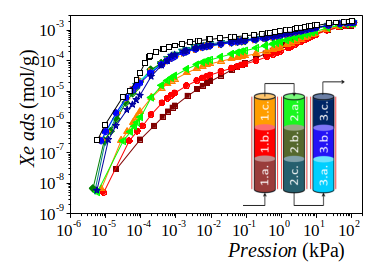 Xe ads (mol/g)
10-3
10-4
10-5
10-6
10-7
10-8
10-9
1.a. 1.b. 1.c.
2.c. 2.b. 2.a.
3.a. 3.b. 3.c.
10-6 10-5 10-4 10-3 10-2 10-1 100 101 102
Pression (kPa)